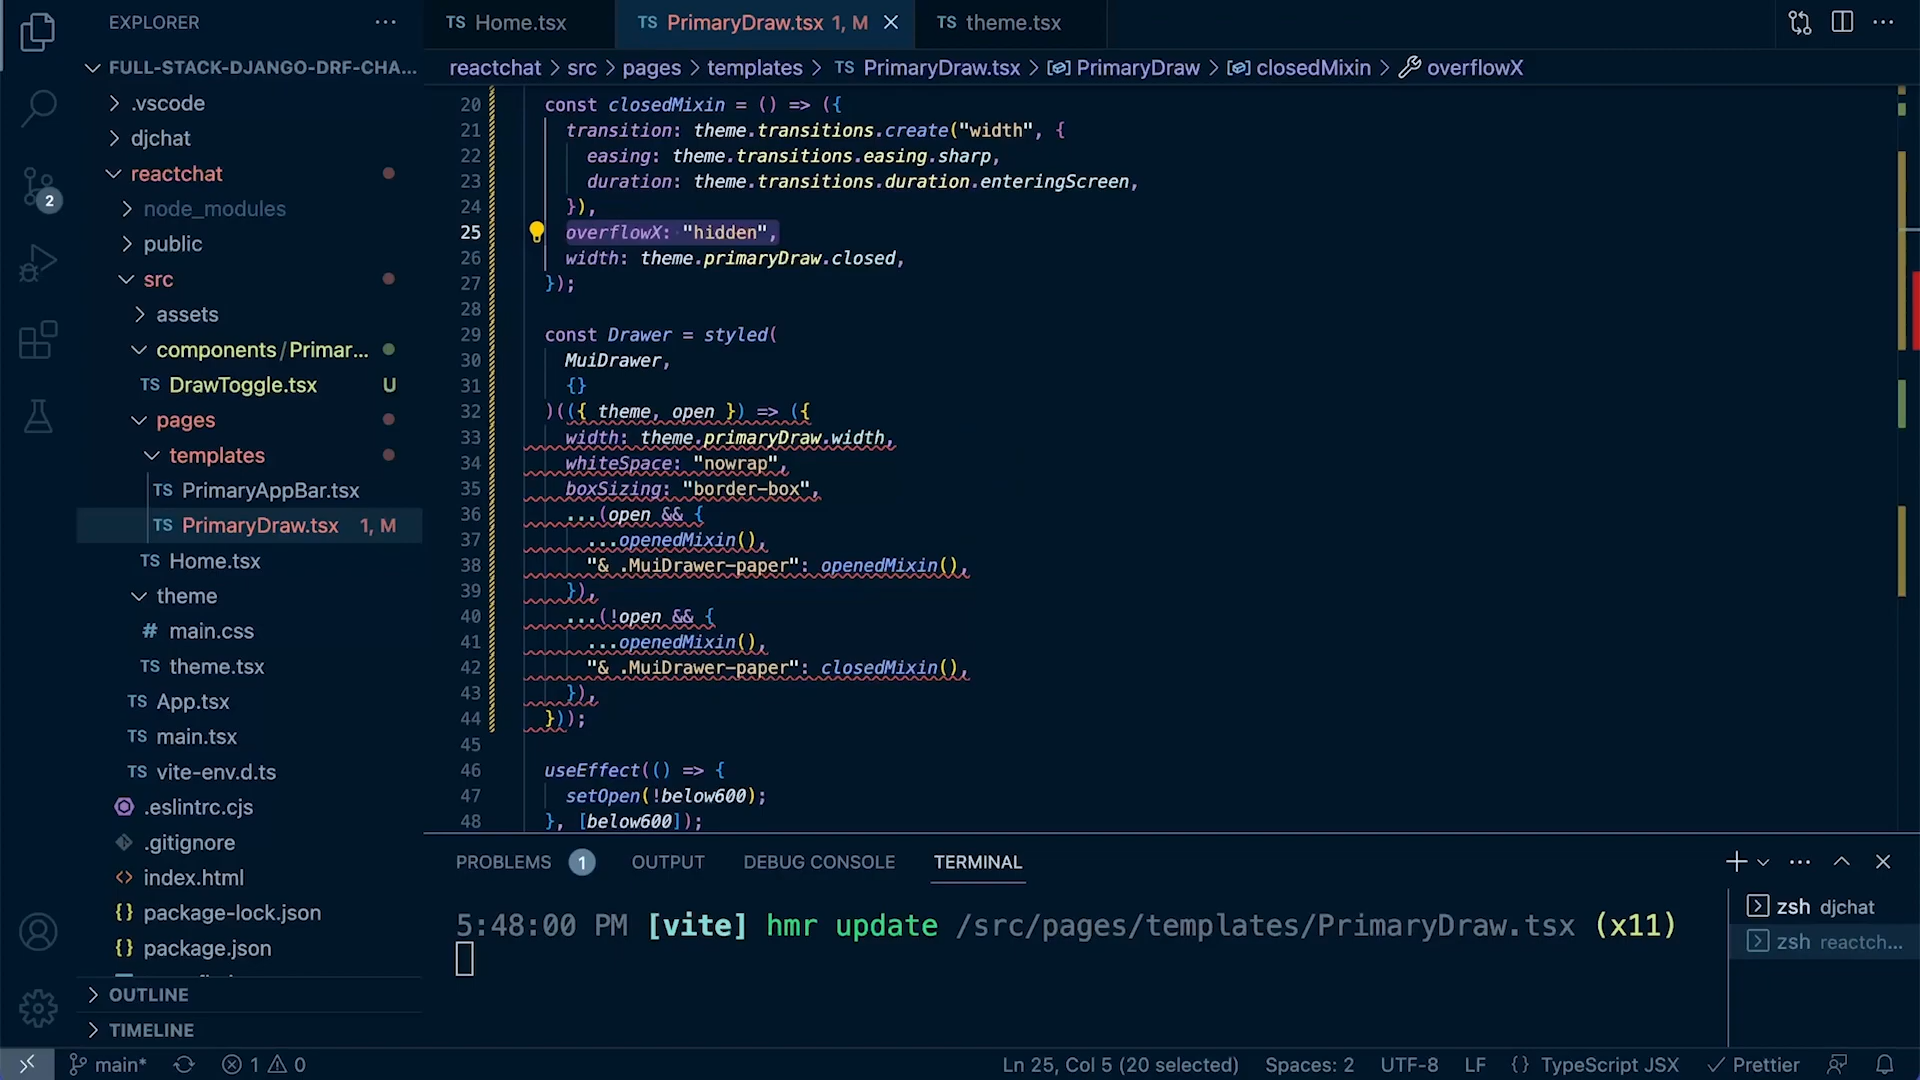 EXPLORER
FULL-STACK-DJANGO-DRF-CHA...
.vscode
djchat
reactchat
node_modules
public
src
assets
components/Primar...
TS DrawToggle.tsx U
pages
templates
TS PrimaryAppBar.tsx
TS PrimaryDraw.tsx 1, M
TS Home.tsx
theme
# main.css
TS theme.tsx
TS App.tsx
TS main.tsx
TS vite-env.d.ts
.eslintrc.cjs
.gitignore
<> index.html
{} package-lock.json
{} package.json
OUTLINE
TIMELINE
2
TS Home.tsx
TS PrimaryDraw.tsx 1, M
TS theme.tsx
reactchat > src > pages > templates > TS PrimaryDraw.tsx > PrimaryDraw > closedMixin > overflowX
20 const closedMixin = () => ({
21 transition: theme.transitions.create("width", {
22 easing: theme.transitions.easing.sharp,
23 duration: theme.transitions.duration.enteringScreen,
24 }),
25 overflowX: "hidden",
26 width: theme.primaryDraw.closed,
27 });
28
29 const Drawer = styled(
30 MuiDrawer,
31 {}
32 )(({ theme, open }) => ({
33 width: theme.primaryDraw.width,
34 whiteSpace: "nowrap",
35 boxSizing: "border-box",
36 ...(open && {
37 ...openedMixin(),
38 "& .MuiDrawer-paper": openedMixin(),
39 }),
40 ...(!open && {
41 ...openedMixin(),
42 "& .MuiDrawer-paper": closedMixin(),
43 }),
44 }));
45
46 useEffect(() => {
47 setOpen(!below600);
48 }, [below600]);
PROBLEMS 1 OUTPUT DEBUG CONSOLE TERMINAL
5:48:00 PM [vite] hmr update /src/pages/templates/PrimaryDraw.tsx (x11)
zsh djchat
zsh reactch...
main* 1 0
Ln 25, Col 5 (20 selected) Spaces: 2 UTF-8 LF {} TypeScript JSX Prettier